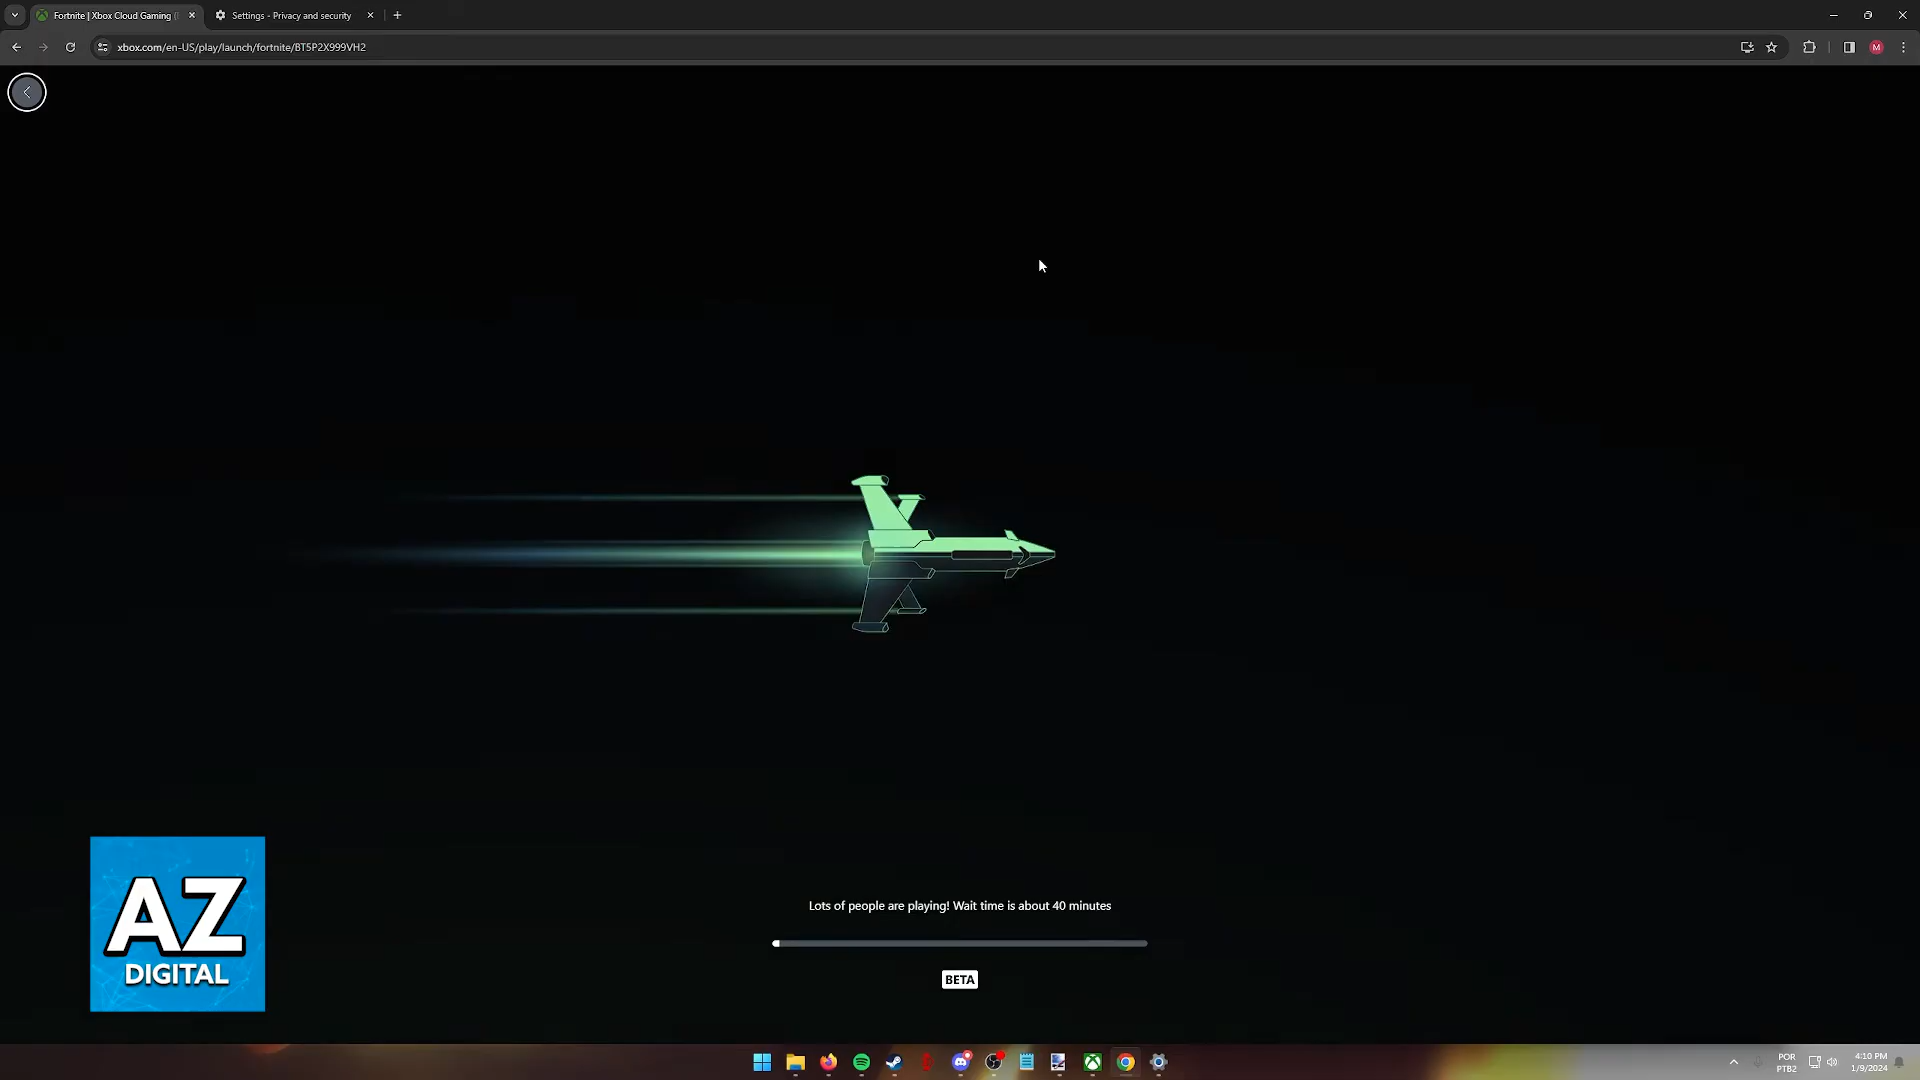 Fortnite | Xbox Cloud Gaming (
Settings - Privacy and security
xbox.com/en-US/play/launch/fortnite/BT5P2X999VH2
M
Lots of people are playing! Wait time is about 40 minutes
BETA
AZ
DIGITAL
POR
PTB2
4:10 PM
1/9/2024